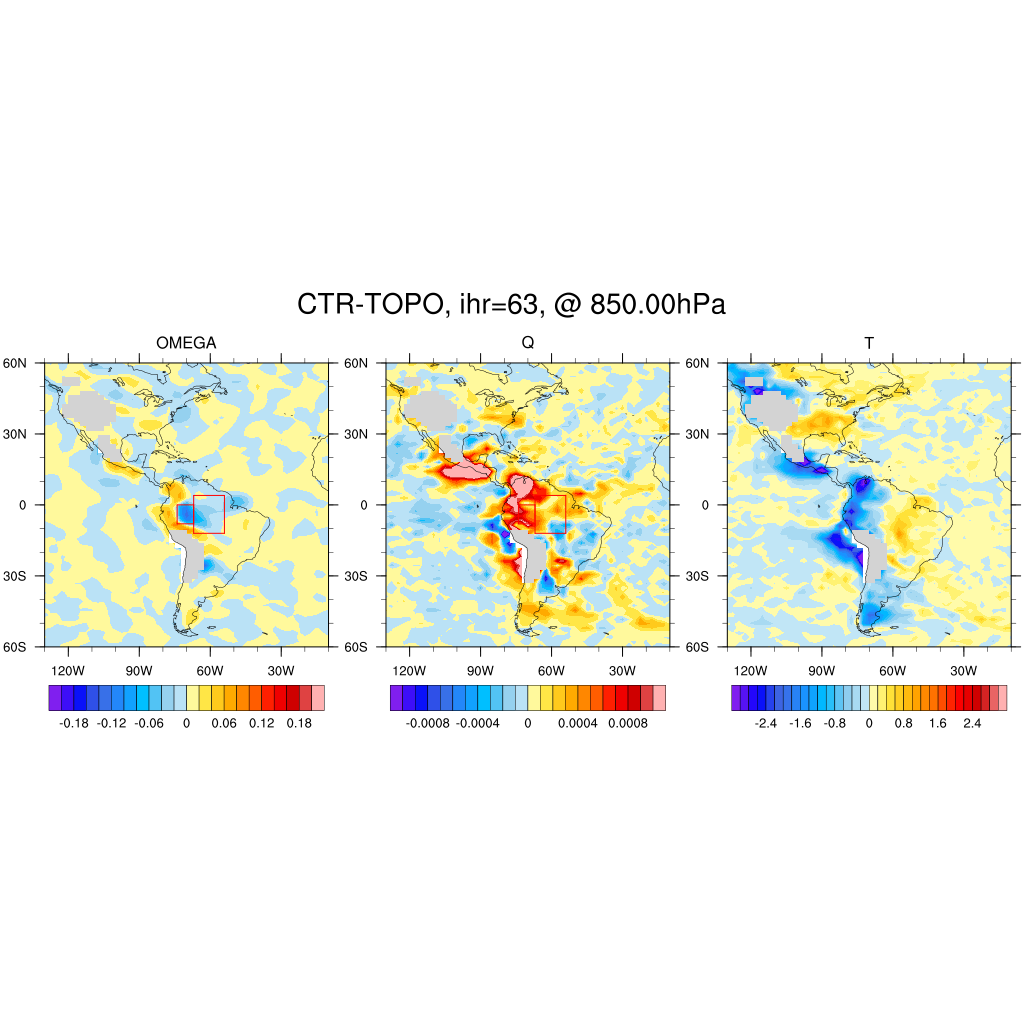 CTR-TOPO, ihr=63, @ 850.00hPa
OMEGA
Q
T
60N
30N
0
30S
60S
120W 90W 60W 30W
60N
30N
0
30S
60S
120W 90W 60W 30W
60N
30N
0
30S
60S
120W 90W 60W 30W
-0.18 -0.12 -0.06 0 0.06 0.12 0.18
-0.0008 -0.0004 0 0.0004 0.0008
-2.4 -1.6 -0.8 0 0.8 1.6 2.4